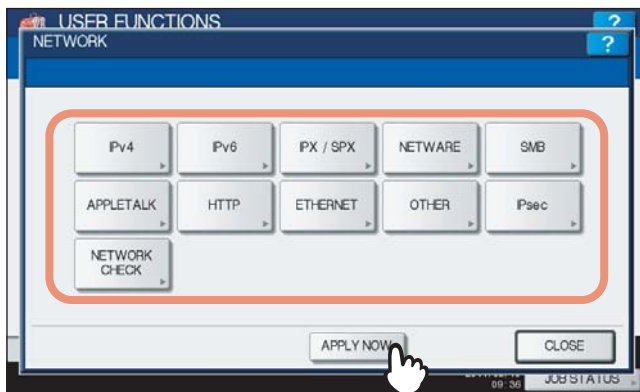 USER FUNCTIONS
?
NETWORK
?
IPv4
IPv6
IPX / SPX
NETWARE
SMB
APPLETALK
HTTP
ETHERNET
OTHER
IPsec
NETWORK
CHECK
APPLY NOW
CLOSE
09:36
JOB STATUS